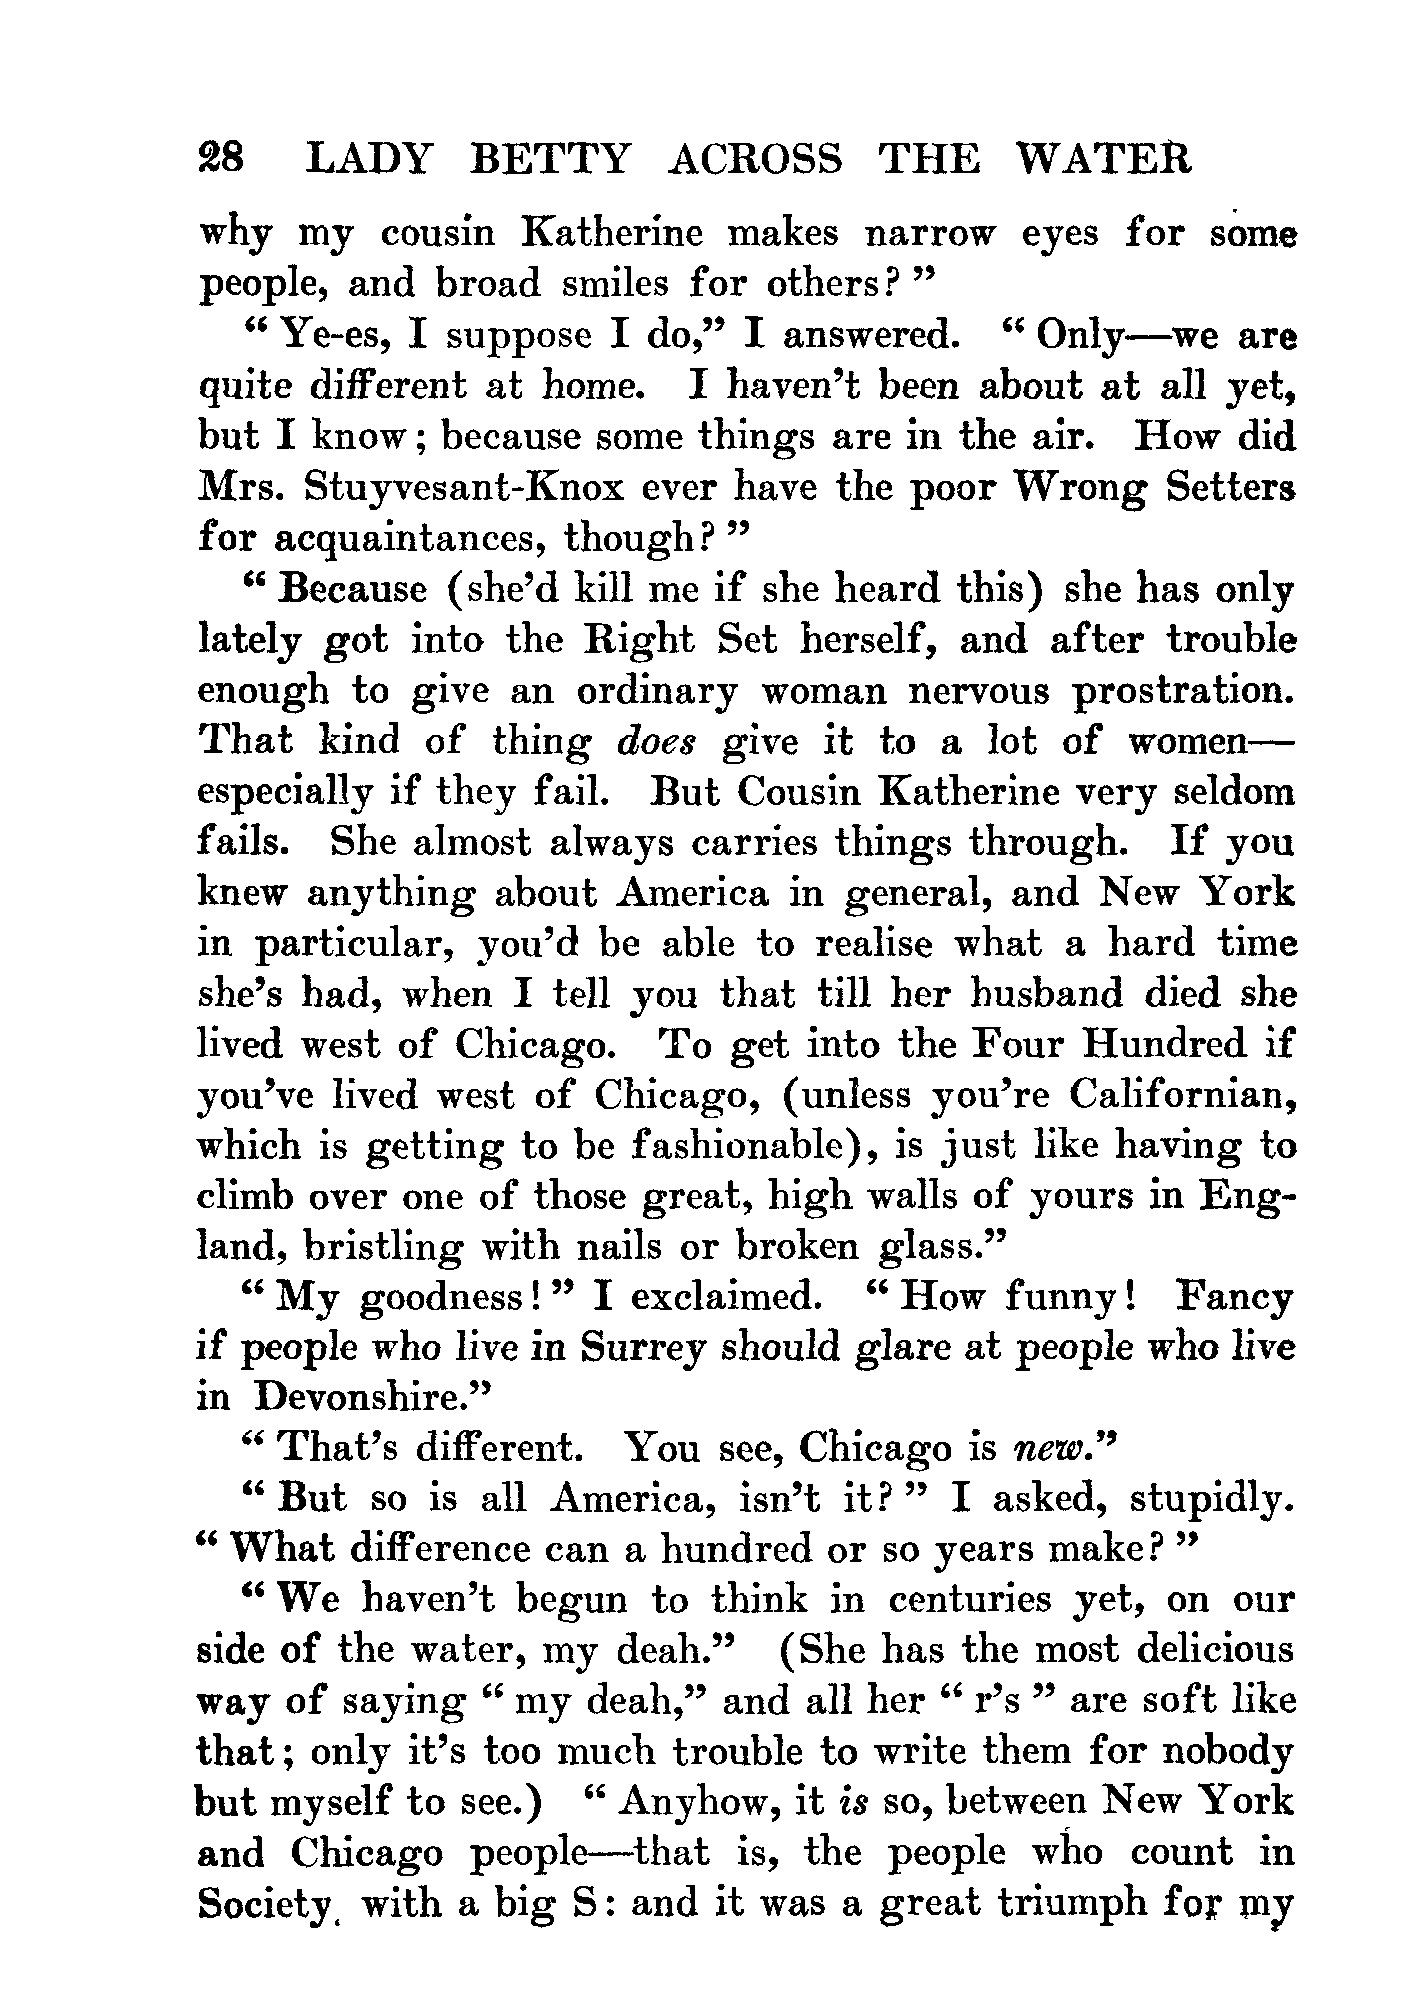 28 LADY BETTY ACROSS THE WATER
why my cousin Katherine makes narrow eyes for some
people, and broad smiles for others?”
“Ye-es, I suppose I do,” I answered. “Only—we are
quite different at home. I haven’t been about at all yet,
but I know; because some things are in the air. How did
Mrs. Stuyvesant-Knox ever have the poor Wrong Setters
for acquaintances, though?”
“Because (she’d kill me if she heard this) she has only
lately got into the Right Set herself, and after trouble
enough to give an ordinary woman nervous prostration.
That kind of thing does give it to a lot of women—
especially if they fail. But Cousin Katherine very seldom
fails. She almost always carries things through. If you
knew anything about America in general, and New York
in particular, you’d be able to realise what a hard time
she’s had, when I tell you that till her husband died she
lived west of Chicago. To get into the Four Hundred if
you’ve lived west of Chicago, (unless you’re Californian,
which is getting to be fashionable), is just like having to
climb over one of those great, high walls of yours in Eng-
land, bristling with nails or broken glass.”
“My goodness!” I exclaimed. “How funny! Fancy
if people who live in Surrey should glare at people who live
in Devonshire.”
“That’s different. You see, Chicago is new.”
“But so is all America, isn’t it?” I asked, stupidly.
“What difference can a hundred or so years make?”
“We haven’t begun to think in centuries yet, on our
side of the water, my deah.” (She has the most delicious
way of saying “my deah,” and all her “r’s” are soft like
that; only it’s too much trouble to write them for nobody
but myself to see.) “Anyhow, it is so, between New York
and Chicago people—that is, the people who count in
Society, with a big S: and it was a great triumph for my